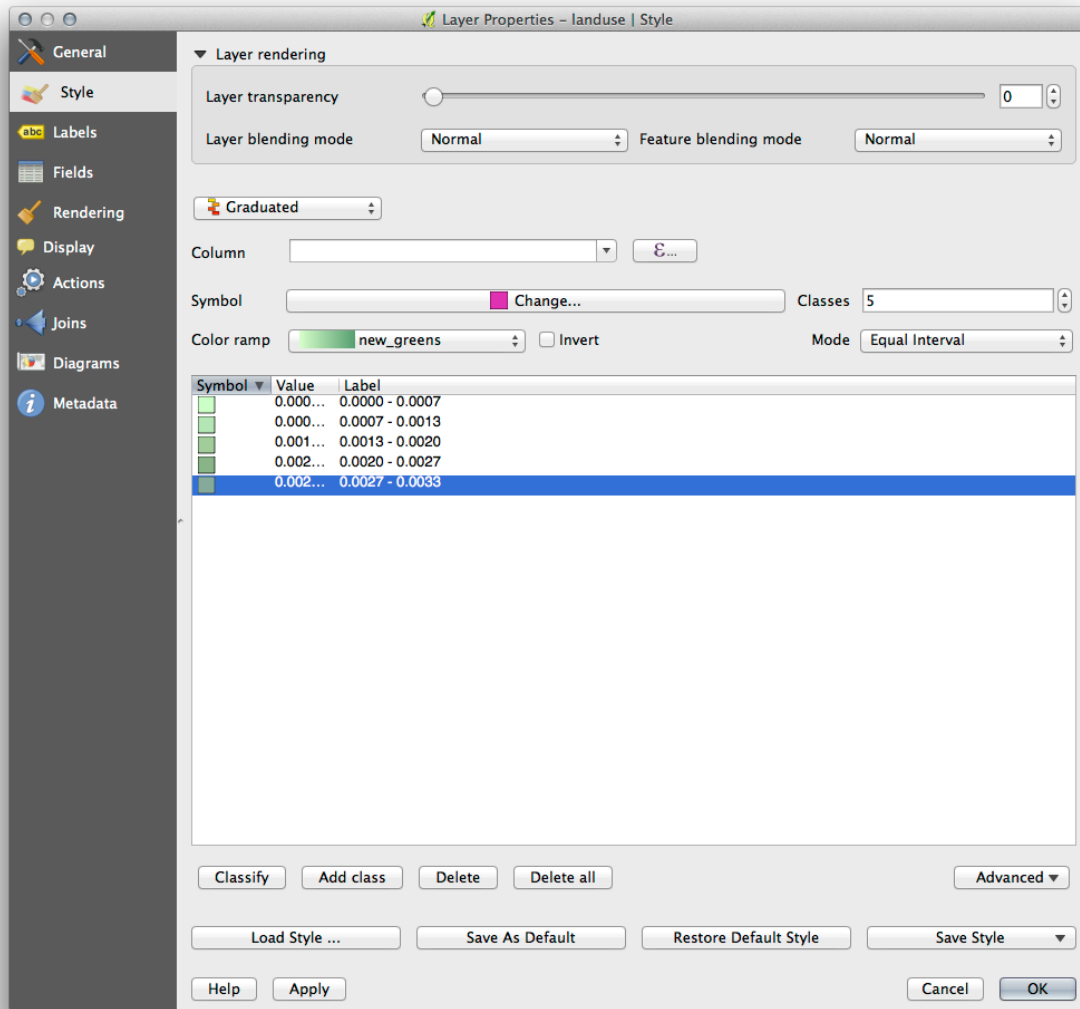 Layer Properties - landuse | Style
General
Style
abc Labels
Fields
Rendering
Display
Actions
Joins
Diagrams
i Metadata
Layer rendering
Layer transparency 0
Layer blending mode Normal Feature blending mode Normal
Graduated
Column ε...
Symbol Change... Classes 5
Color ramp new_greens Invert Mode Equal Interval
Symbol Value Label
0.000... 0.0000 - 0.0007
0.000... 0.0007 - 0.0013
0.001... 0.0013 - 0.0020
0.002... 0.0020 - 0.0027
0.002... 0.0027 - 0.0033
Classify Add class Delete Delete all Advanced
Load Style ... Save As Default Restore Default Style Save Style
Help Apply Cancel OK